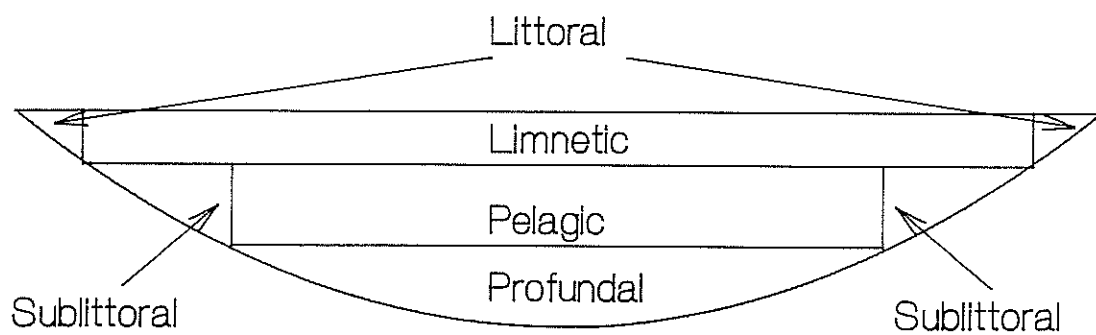 Littoral
Limnetic
Pelagic
Profundal
Sublittoral
Sublittoral